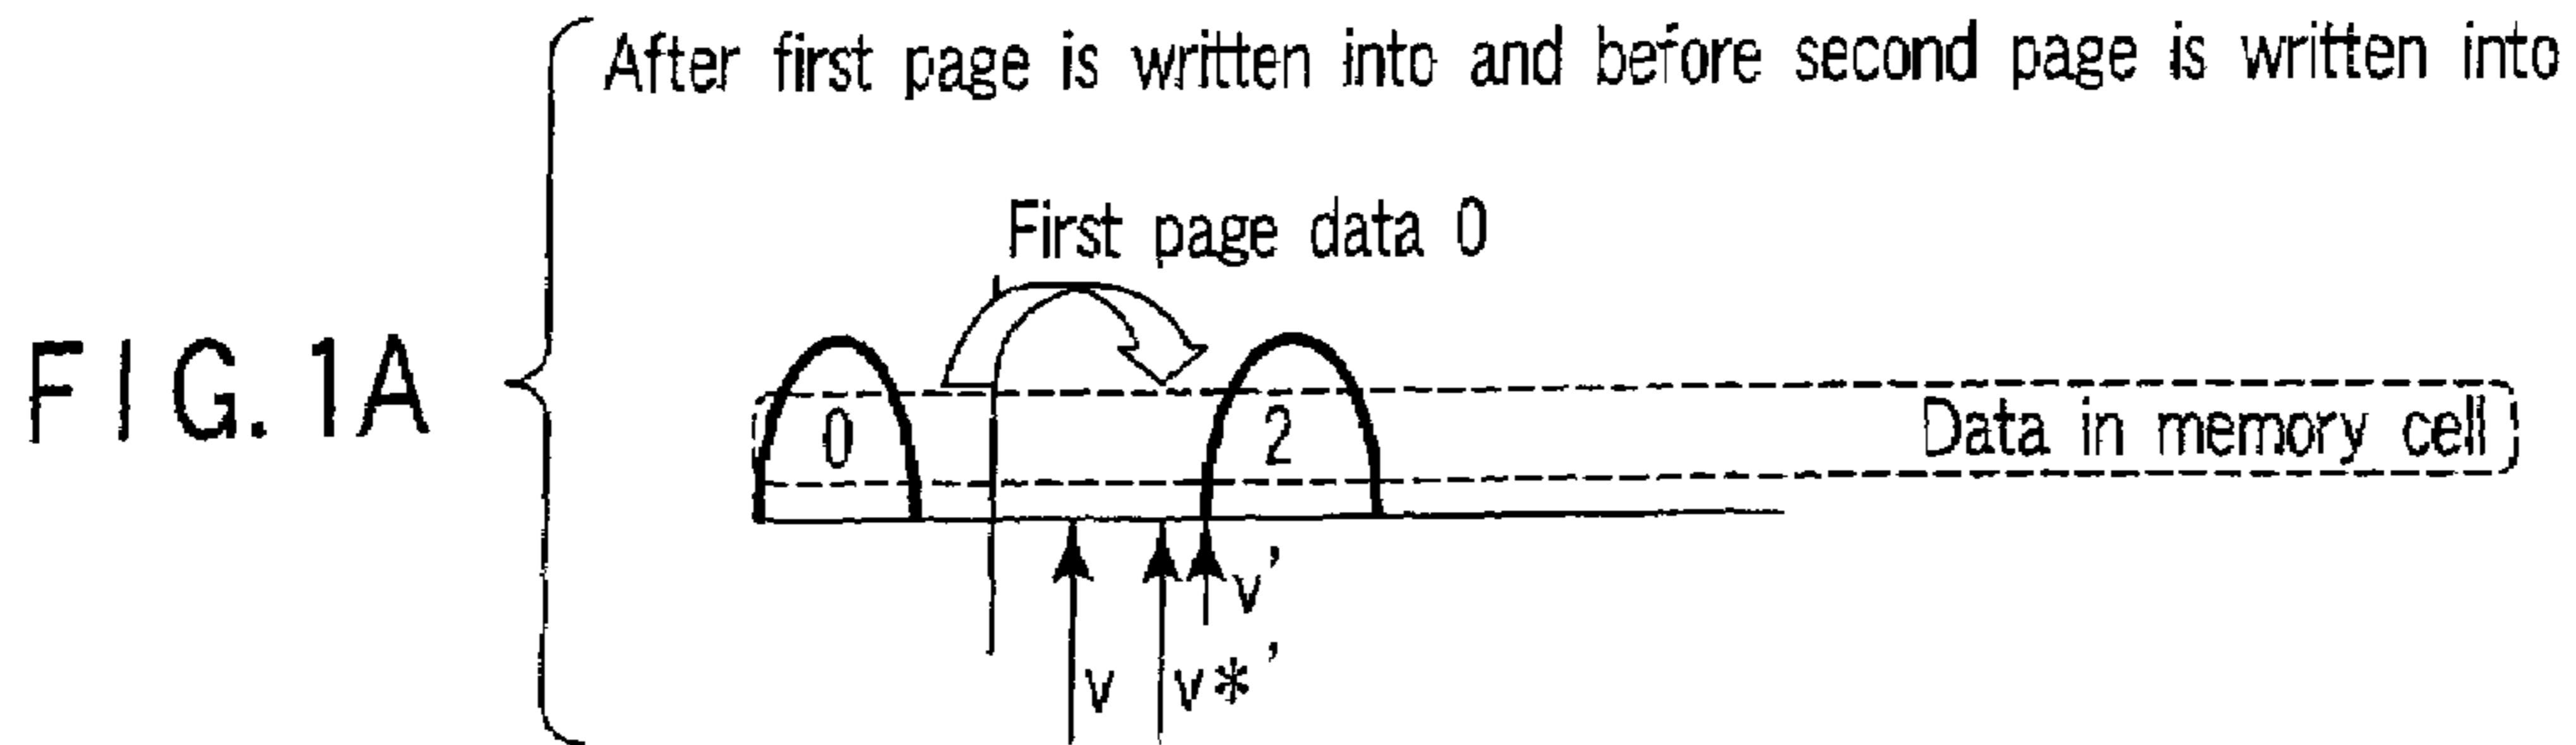 After first page is written into and before second page is written into
First page data 0
FIG. 1A
0 2 Data in memory cell
v'
v v*'